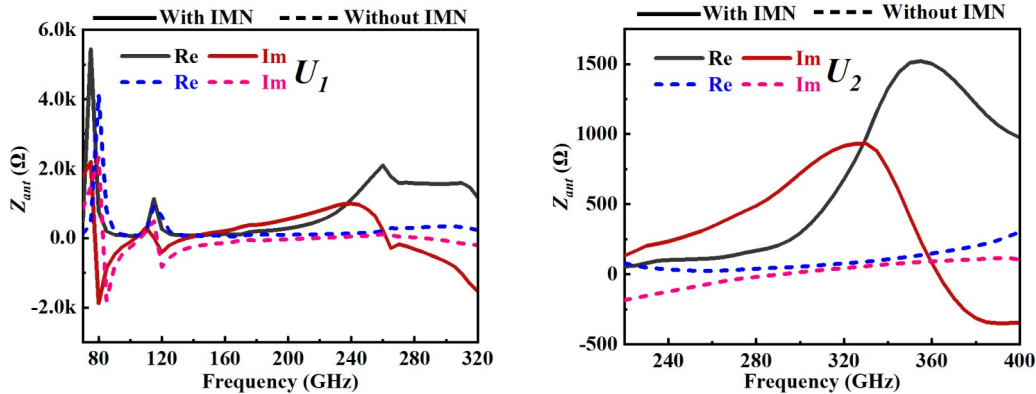 With IMN Without IMN
6.0k
4.0k
2.0k
0.0
-2.0k
Re Im
Re Im
U1
Zant (Ω)
80 120 160 200 240 280 320
Frequency (GHz)
With IMN Without IMN
1500
1000
500
0
-500
Re Im
Re Im
U2
Zant (Ω)
240 280 320 360 400
Frequency (GHz)